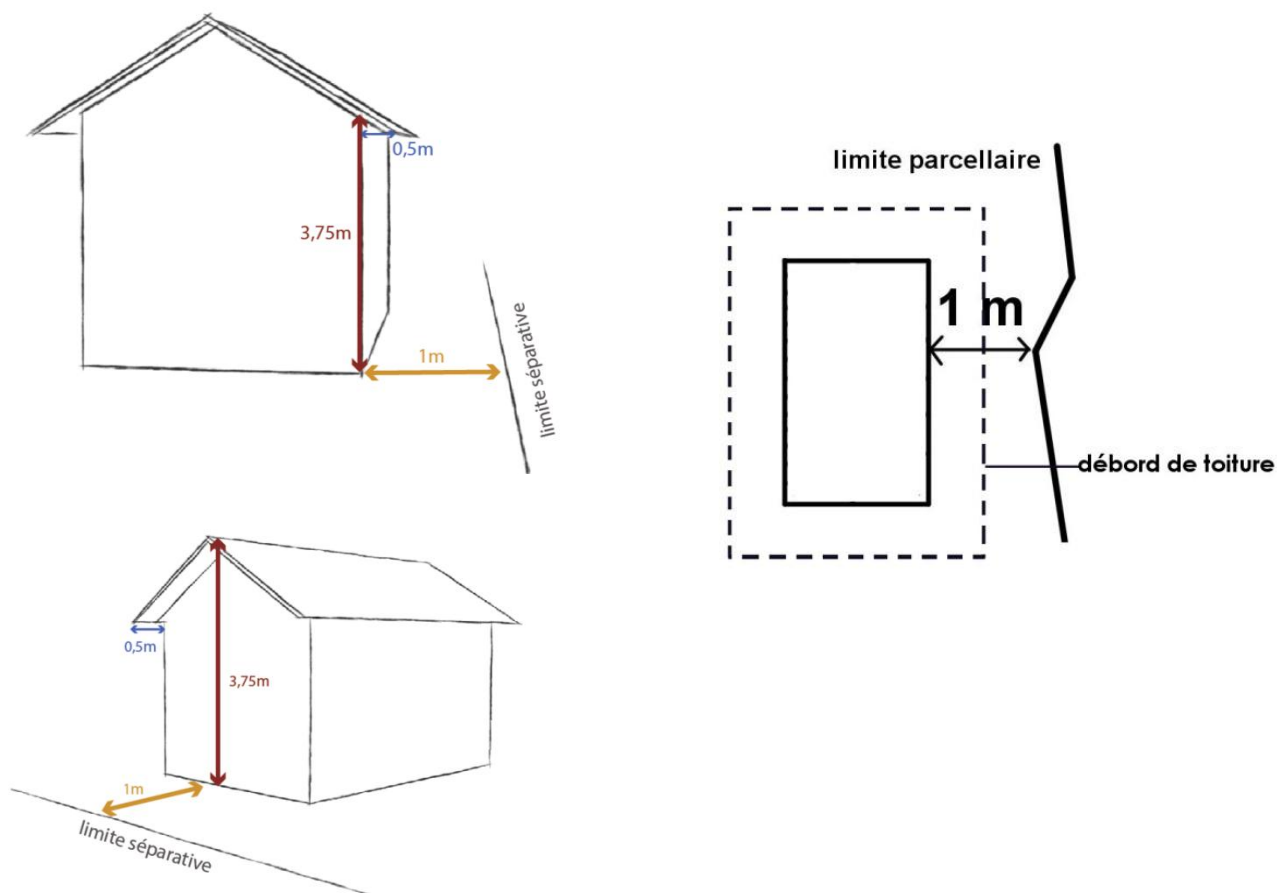 0,5m
3,75m
1m
limite séparative
limite parcellaire
1 m
débord de toiture
0,5m
3,75m
1m
limite séparative